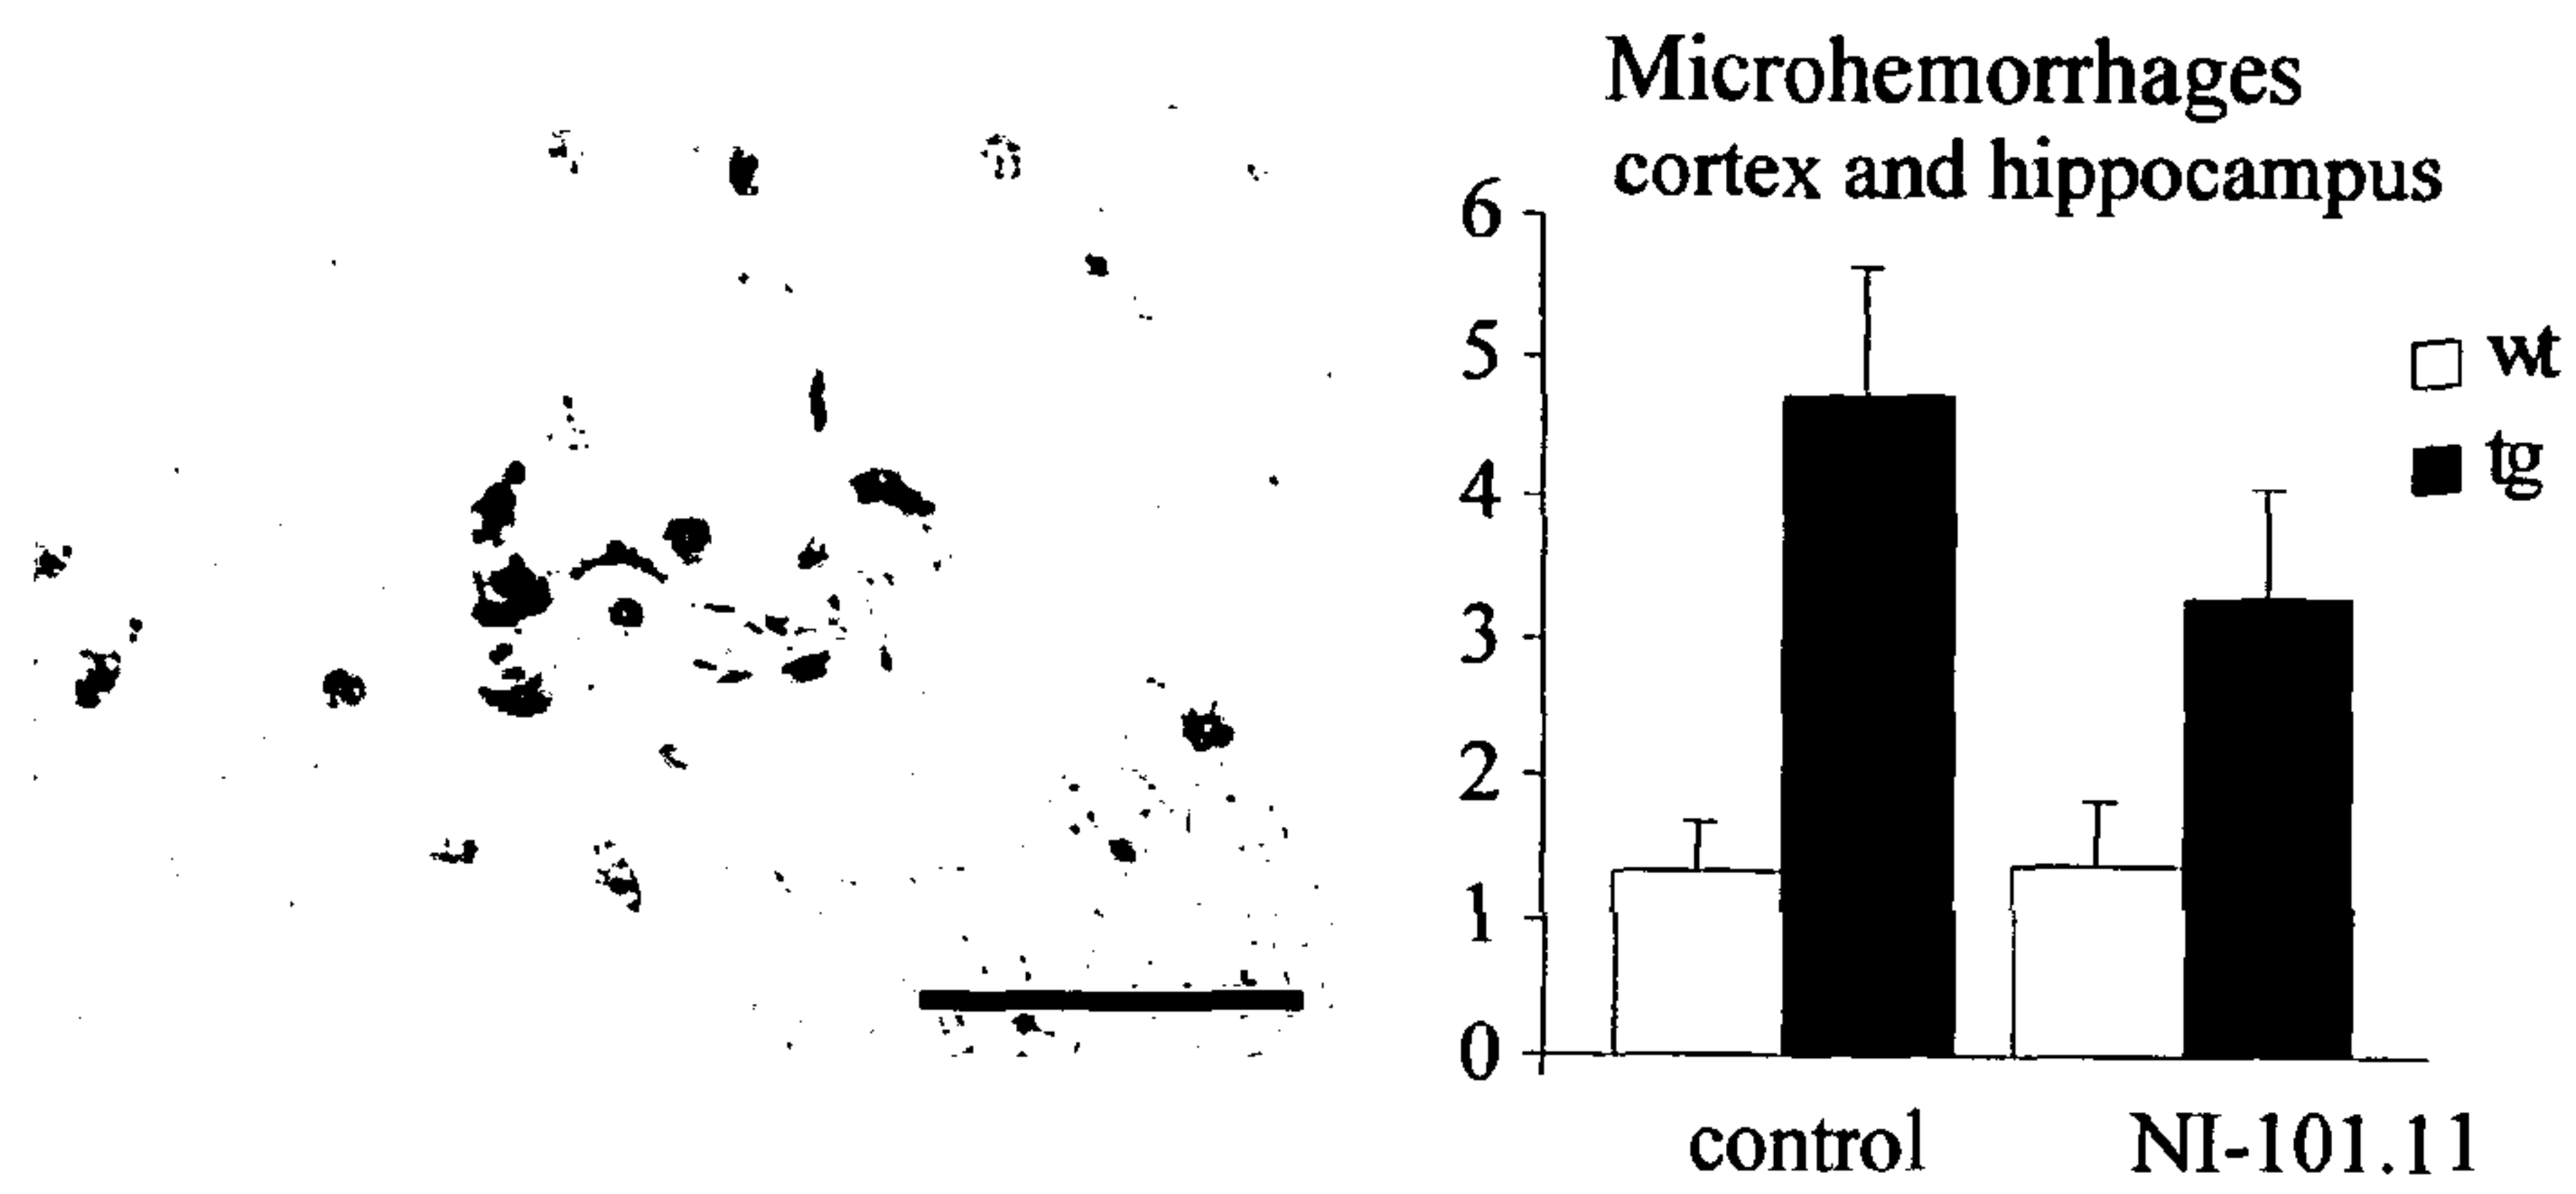 Microhemorrhages
cortex and hippocampus
6
5
4
3
2
1
0
wt
tg
control
NI-101.11